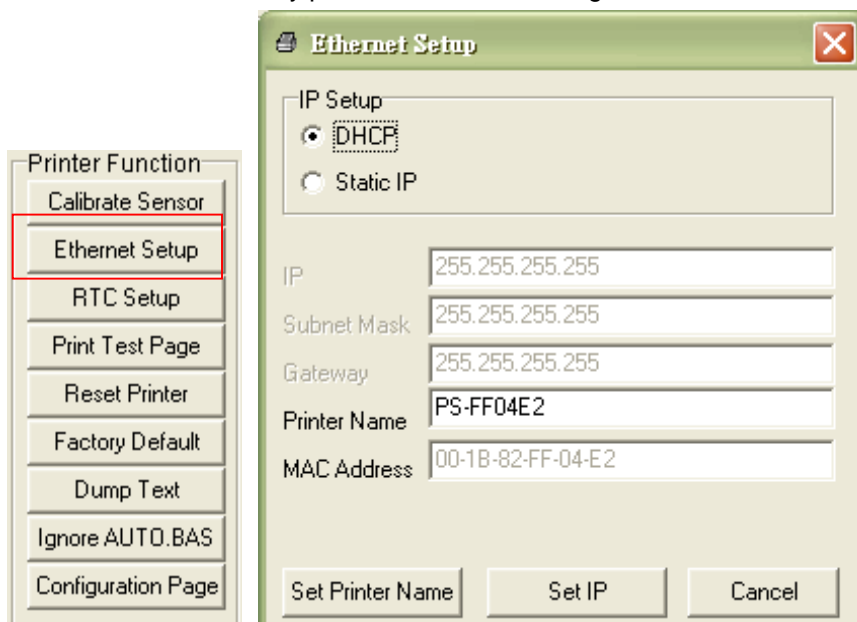 Printer Function
Calibrate Sensor
Ethernet Setup
RTC Setup
Print Test Page
Reset Printer
Factory Default
Dump Text
Ignore AUTO.BAS
Configuration Page
Ethernet Setup
IP Setup
DHCP
Static IP
IP 255.255.255.255
Subnet Mask 255.255.255.255
Gateway 255.255.255.255
Printer Name PS-FF04E2
MAC Address 00-1B-82-FF-04-E2
Set Printer Name Set IP Cancel